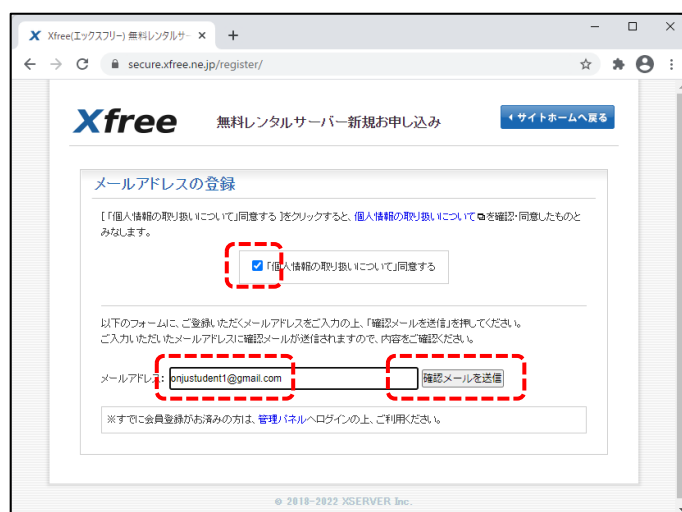 Xfree(エックスフリー) 無料レンタルサー
secure.xfree.ne.jp/register/
Xfree
無料レンタルサーバー新規お申し込み
サイトホームへ戻る
メールアドレスの登録
[「個人情報の取り扱いについて」同意する ]をクリックすると、個人情報の取り扱いについて を確認・同意したものと
みなします。
「個人情報の取り扱いについて」同意する
以下のフォームに、ご登録いただくメールアドレスをご入力の上、「確認メールを送信」を押してください。
ご入力いただいたメールアドレスに確認メールが送信されますので、内容をご確認ください。
メールアドレス: onjustudent1@gmail.com 確認メールを送信
※すでに会員登録がお済みの方は、管理パネルへログインの上、ご利用ください。
© 2018-2022 XSERVER Inc.